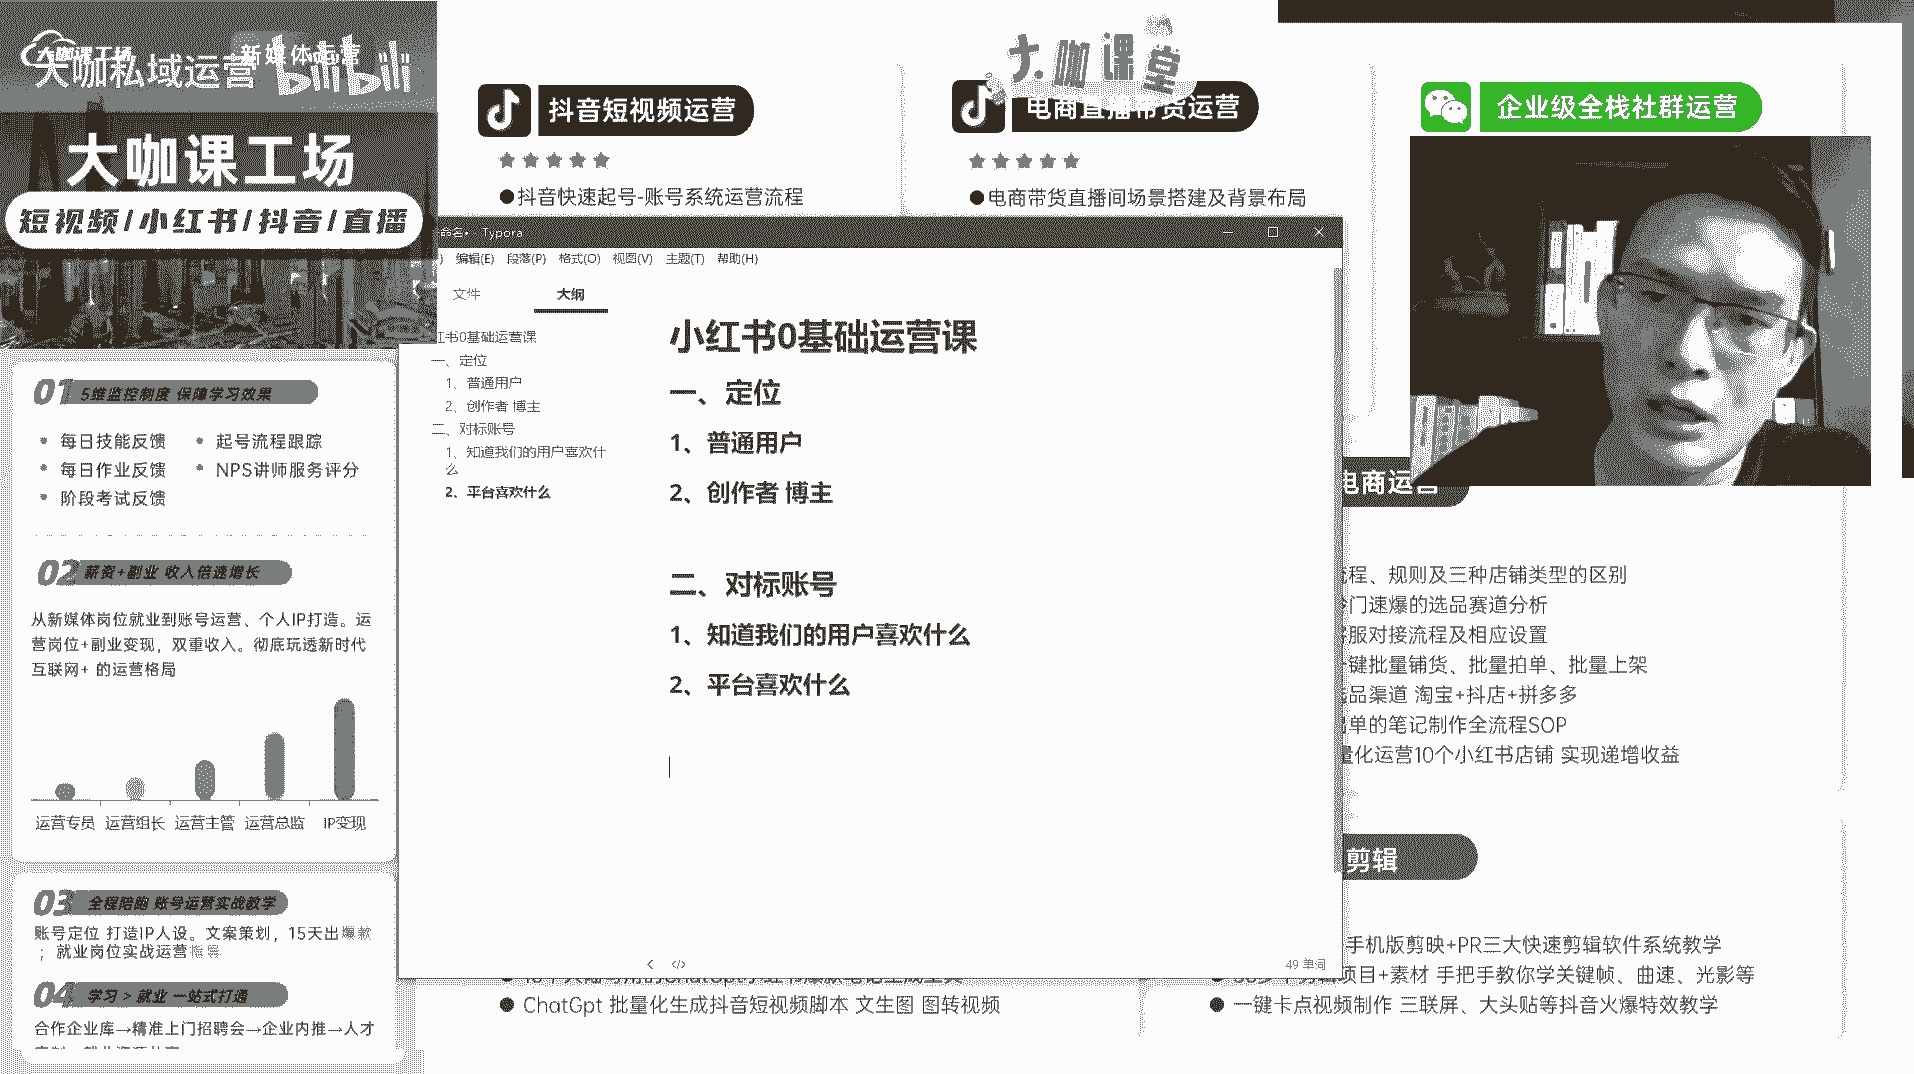 大咖课工场
新媒体运营
大咖私域运营
bilibili
大咖课工场
短视频/小红书/抖音/直播
01 5维监控制度 保障学习效果
每日技能反馈
起号流程跟踪
每日作业反馈
NPS讲师服务评分
阶段考试反馈
02 薪资+副业 收入倍速增长
从新媒体岗位就业到账号运营、个人IP打造。运
营岗位+副业变现，双重收入。彻底玩透新时代
互联网+ 的运营格局
运营专员 运营组长 运营主管 运营总监 IP变现
03 全程陪跑 账号运营实战教学
账号定位 打造IP人设。文案策划，15天出爆款
；就业岗位实战运营指导
04 学习 > 就业 一站式打通
合作企业库→精准上门招聘会→企业内推→人才
大咖课堂
抖音短视频运营
●抖音快速起号-账号系统运营流程
电商直播带货运营
●电商带货直播间场景搭建及背景布局
企业级全栈社群运营
命名• Typora
编辑(E) 段落(P) 格式(O) 视图(V) 主题(T) 帮助(H)
文件 大纲
红书0基础运营课
一、定位
1、普通用户
2、创作者 博主
二、对标账号
1、知道我们的用户喜欢什
么
2、平台喜欢什么
小红书0基础运营课
一、定位
1、普通用户
2、创作者 博主
二、对标账号
1、知道我们的用户喜欢什么
2、平台喜欢什么
49 单词
电商运营
流程、规则及三种店铺类型的区别
门速爆的选品赛道分析
客服对接流程及相应设置
一键批量铺货、批量拍单、批量上架
选品渠道 淘宝+抖店+拼多多
出单的笔记制作全流程SOP
量化运营10个小红书店铺 实现递增收益
剪辑
手机版剪映+PR三大快速剪辑软件系统教学
项目+素材 手把手教你学关键帧、曲速、光影等
●一键卡点视频制作 三联屏、大头贴等抖音火爆特效教学
● ChatGpt 批量化生成抖音短视频脚本 文生图 图转视频